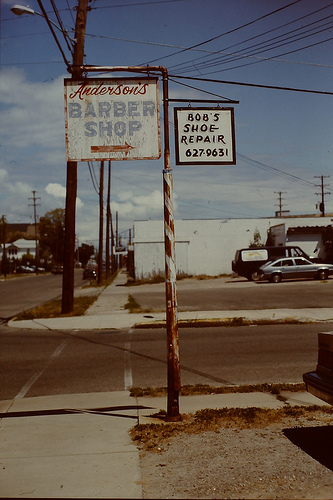 Anderson's
BARBER
SHOP
BOB'S
SHOE
REPAIR
627-9631